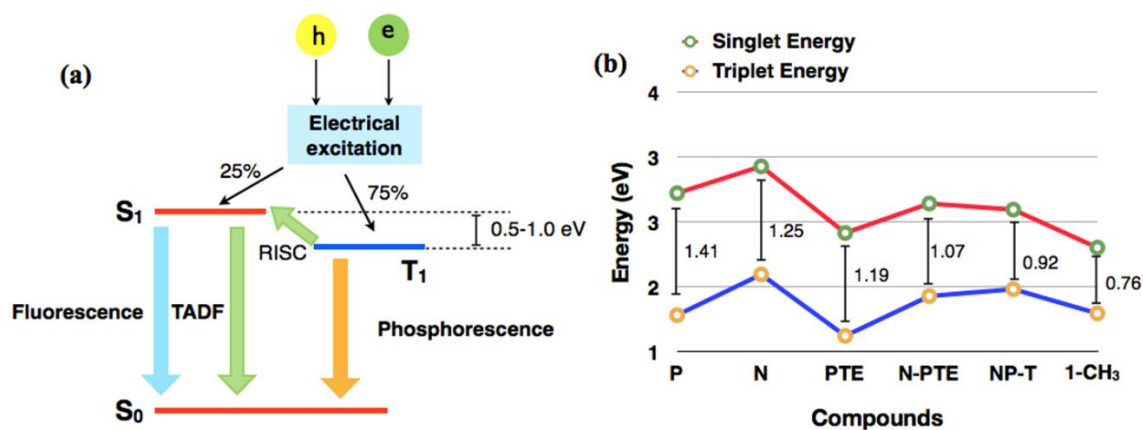 (a)
h
e
Electrical
excitation
25%
75%
S1
0.5-1.0 eV
RISC
T1
Fluorescence
TADF
Phosphorescence
S0
(b)
Singlet Energy
Triplet Energy
Energy (eV)
4
3
3
2
1
1.41
1.25
1.19
1.07
0.92
0.76
P
N
PTE
N-PTE
NP-T
1-CH3
Compounds